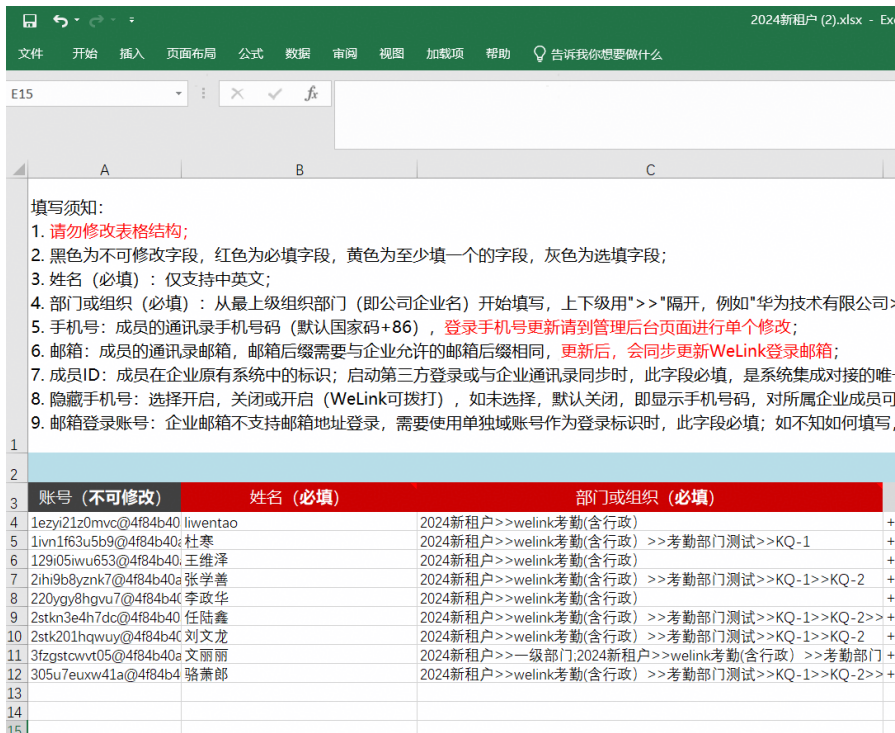 2024新租户 (2).xlsx - Exc
文件 开始 插入 页面布局 公式 数据 审阅 视图 加载项 帮助 告诉我你想要做什么
E15 fx
A B C
填写须知：
1. 请勿修改表格结构；
2. 黑色为不可修改字段，红色为必填字段，黄色为至少填一个的字段，灰色为选填字段；
3. 姓名（必填）：仅支持中英文；
4. 部门或组织（必填）：从最上级组织部门（即公司企业名）开始填写，上下级用">>"隔开，例如"华为技术有限公司>
5. 手机号：成员的通讯录手机号码（默认国家码+86），登录手机号更新请到管理后台页面进行单个修改；
6. 邮箱：成员的通讯录邮箱，邮箱后缀需要与企业允许的邮箱后缀相同，更新后，会同步更新WeLink登录邮箱；
7. 成员ID：成员在企业原有系统中的标识；启动第三方登录或与企业通讯录同步时，此字段必填，是系统集成对接的唯一
8. 隐藏手机号：选择开启，关闭或开启（WeLink可拨打），如未选择，默认关闭，即显示手机号码，对所属企业成员可
9. 邮箱登录账号：企业邮箱不支持邮箱地址登录，需要使用单独域账号作为登录标识时，此字段必填；如不知如何填写，
1
2
3 账号（不可修改） 姓名（必填） 部门或组织（必填）
4 1ezyi21z0mvc@4f84b40 liwentao 2024新租户>>welink考勤(含行政） +
5 1ivn1f63u5b9@4f84b40a 杜寒 2024新租户>>welink考勤(含行政）>>考勤部门测试>>KQ-1 +
6 129i05iwu653@4f84b40 王维泽 2024新租户>>welink考勤(含行政） +
7 2ihi9b8yznk7@4f84b40a 张学善 2024新租户>>welink考勤(含行政）>>考勤部门测试>>KQ-1>>KQ-2 +
8 220ygy8hgvu7@4f84b40 李政华 2024新租户>>welink考勤(含行政） +
9 2stkn3e4h7dc@4f84b40 任陆鑫 2024新租户>>welink考勤(含行政）>>考勤部门测试>>KQ-1>>KQ-2>> +
10 2stk201hqwuy@4f84b40 刘文龙 2024新租户>>welink考勤(含行政）>>考勤部门测试>>KQ-1>>KQ-2 +
11 3fzgstcwvt05@4f84b40a 文丽丽 2024新租户>>一级部门;2024新租户>>welink考勤(含行政）>>考勤部门 +
12 305u7euxw41a@4f84b4 骆萧郎 2024新租户>>welink考勤(含行政）>>考勤部门测试>>KQ-1>>KQ-2>> +
13
14
15